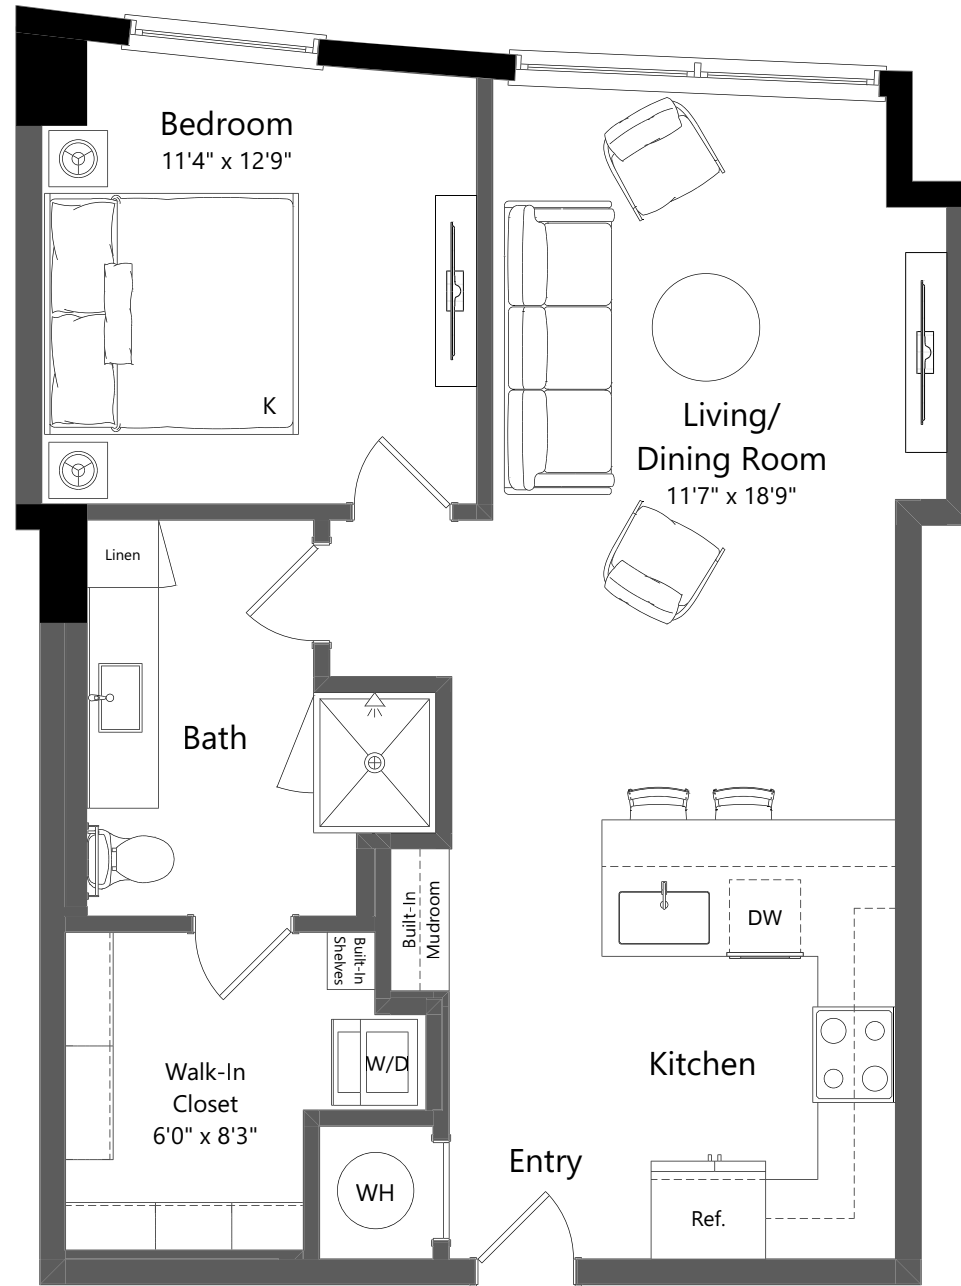 Bedroom
11'4" x 12'9"
K
Living/
Dining Room
11'7" x 18'9"
Linen
Bath
Built-In
Mudroom
DW
Built-In
Shelves
W/D
Kitchen
Walk-In
Closet
6'0" x 8'3"
Entry
WH
Ref.